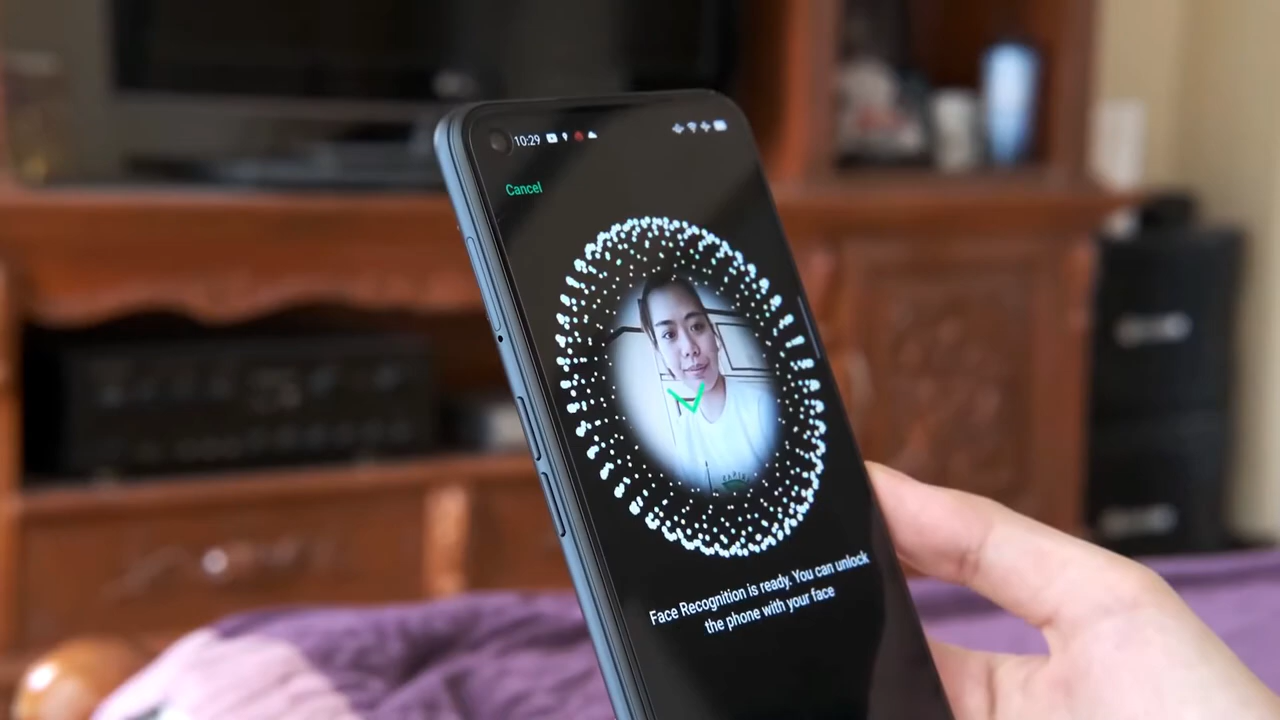 10:29
Cancel
Face Recognition is ready. You can unlock
the phone with your face